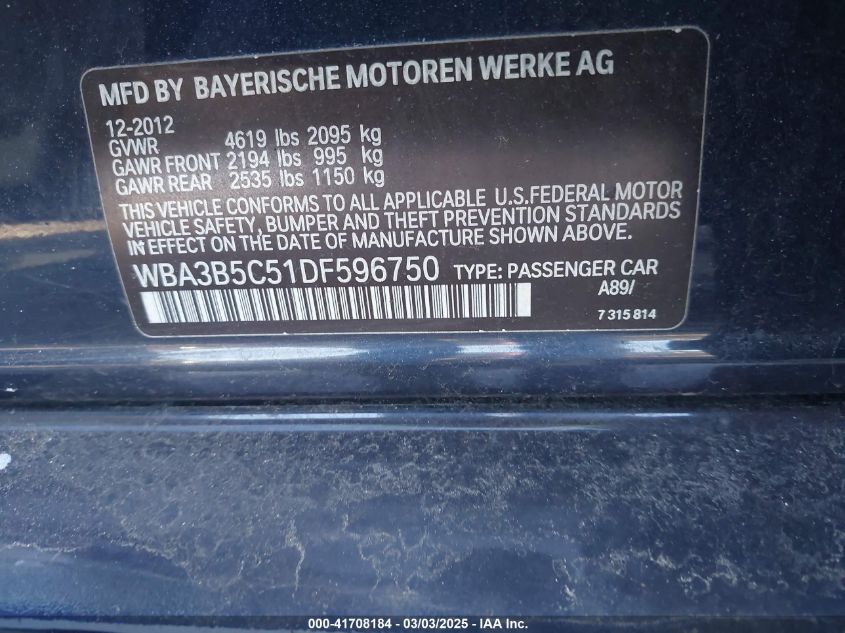 MFD BY BAYERISCHE MOTOREN WERKE AG
12-2012
GVWR 4619 lbs 2095 kg
GAWR FRONT 2194 lbs 995 kg
GAWR REAR 2535 lbs 1150 kg
THIS VEHICLE CONFORMS TO ALL APPLICABLE U.S.FEDERAL MOTOR
VEHICLE SAFETY, BUMPER AND THEFT PREVENTION STANDARDS
IN EFFECT ON THE DATE OF MANUFACTURE SHOWN ABOVE.
WBA3B5C51DF596750 TYPE: PASSENGER CAR
A89/
7 315 814
000-41708184 - 03/03/2025 - IAA Inc.